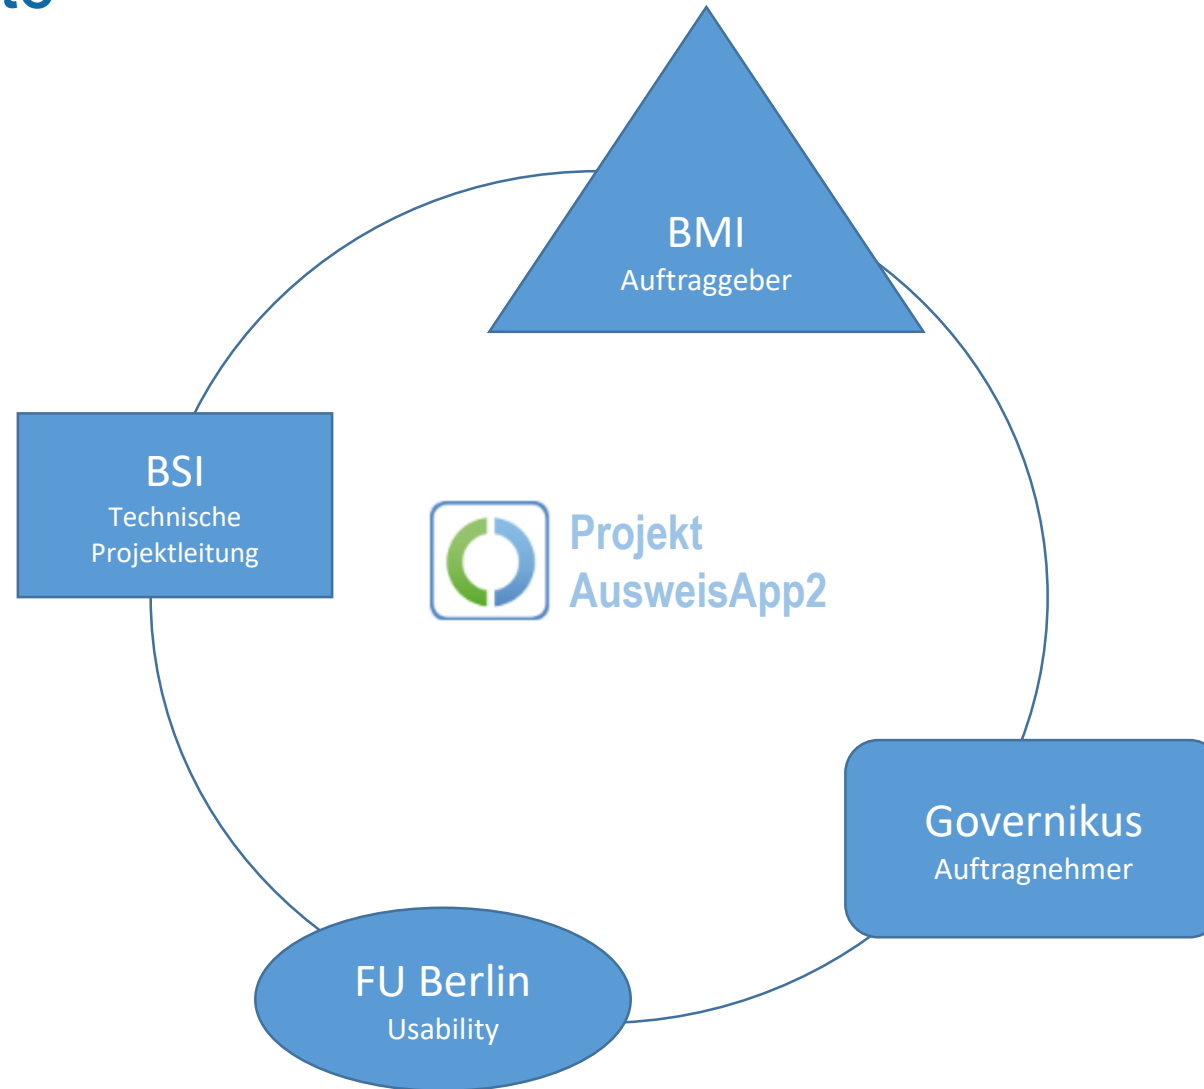 BMI
Auftraggeber
BSI
Technische
Projektleitung
Projekt
AusweisApp2
Governikus
Auftragnehmer
FU Berlin
Usability